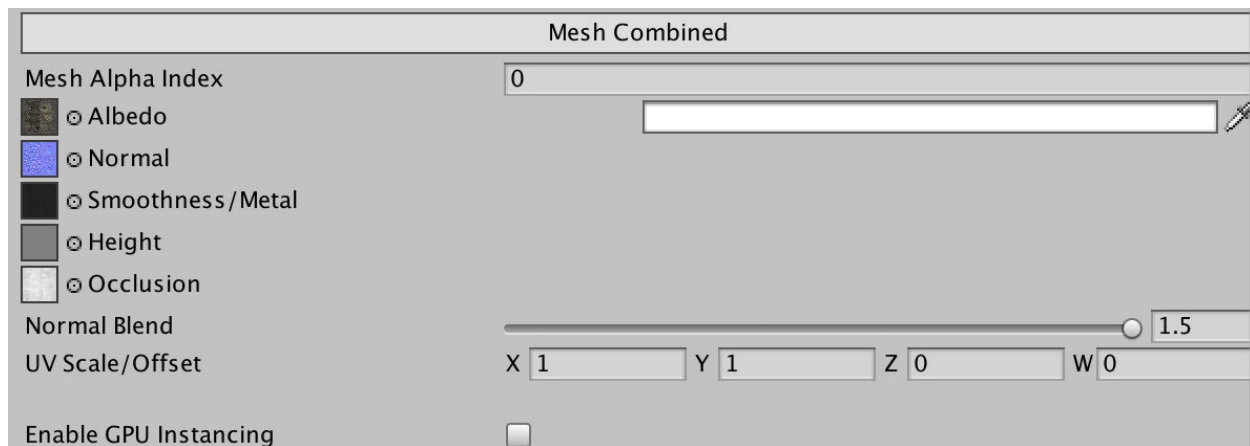 Mesh Combined
Mesh Alpha Index 0
Albedo
Normal
Smoothness/Metal
Height
Occlusion
Normal Blend 1.5
UV Scale/Offset X 1 Y 1 Z 0 W 0
Enable GPU Instancing